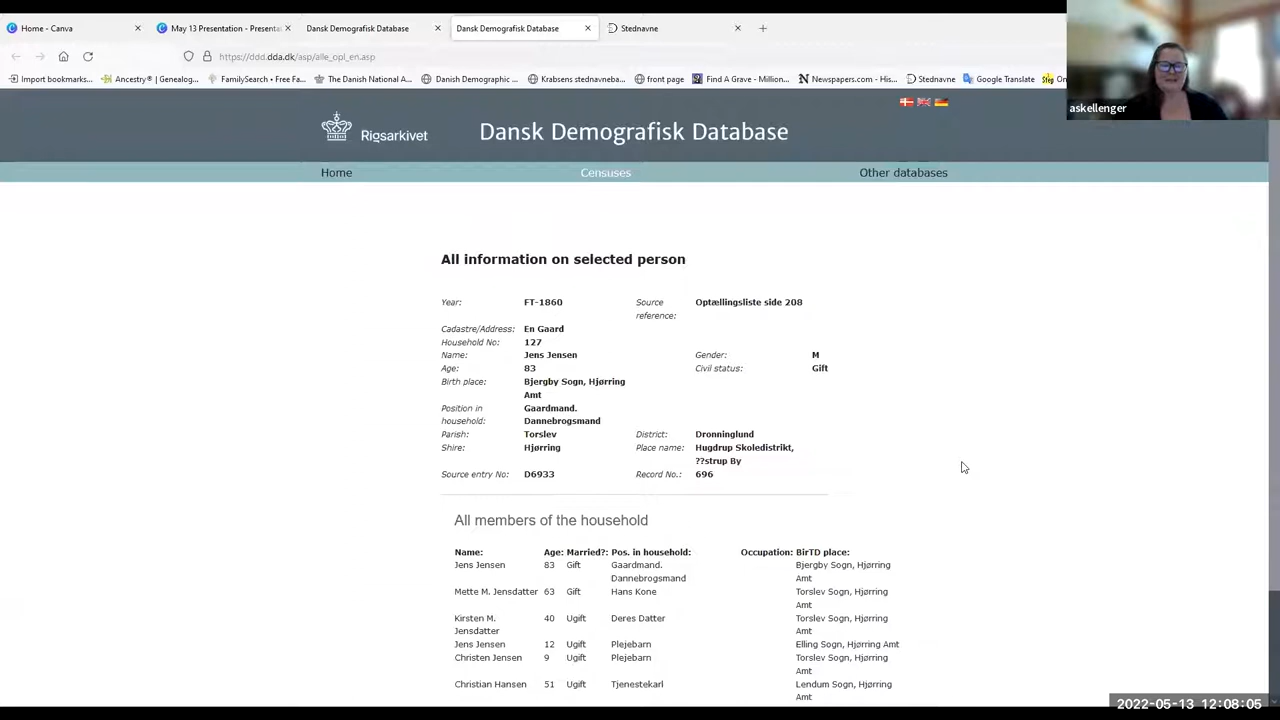 Home - Canva
May 13 Presentation - Presentat
Dansk Demografisk Database
Dansk Demografisk Database
Stednavne
https://ddd.dda.dk/asp/alle_opl_en.asp
Import bookmarks...
Ancestry® | Genealog...
FamilySearch • Free Fa...
The Danish National A...
Danish Demographic ...
Krabsens stednavneba...
front page
Find A Grave - Million...
Newspapers.com - His...
Stednavne
Google Translate
askellenger
Rigsarkivet
Dansk Demografisk Database
Home
Censuses
Other databases
All information on selected person
Year: FT-1860 Source reference: Optællingsliste side 208
Cadastre/Address: En Gaard
Household No: 127
Name: Jens Jensen Gender: M
Age: 83 Civil status: Gift
Birth place: Bjergby Sogn, Hjørring
Amt
Position in household: Gaardmand.
Dannebrogsmand
Parish: Torslev District: Dronninglund
Shire: Hjørring Place name: Hugdrup Skoledistrikt,
??strup By
Source entry No: D6933 Record No.: 696
All members of the household
Name: Age: Married?: Pos. in household: Occupation: BirTD place:
Jens Jensen 83 Gift Gaardmand. Bjergby Sogn, Hjørring
Dannebrogsmand Amt
Mette M. Jensdatter 63 Gift Hans Kone Torslev Sogn, Hjørring
Amt
Kirsten M. 40 Ugift Deres Datter Torslev Sogn, Hjørring
Jensdatter Amt
Jens Jensen 12 Ugift Plejebarn Elling Sogn, Hjørring Amt
Christen Jensen 9 Ugift Plejebarn Torslev Sogn, Hjørring
Amt
Christian Hansen 51 Ugift Tjenestekarl Lendum Sogn, Hjørring
Amt
2022-05-13 12:08:05